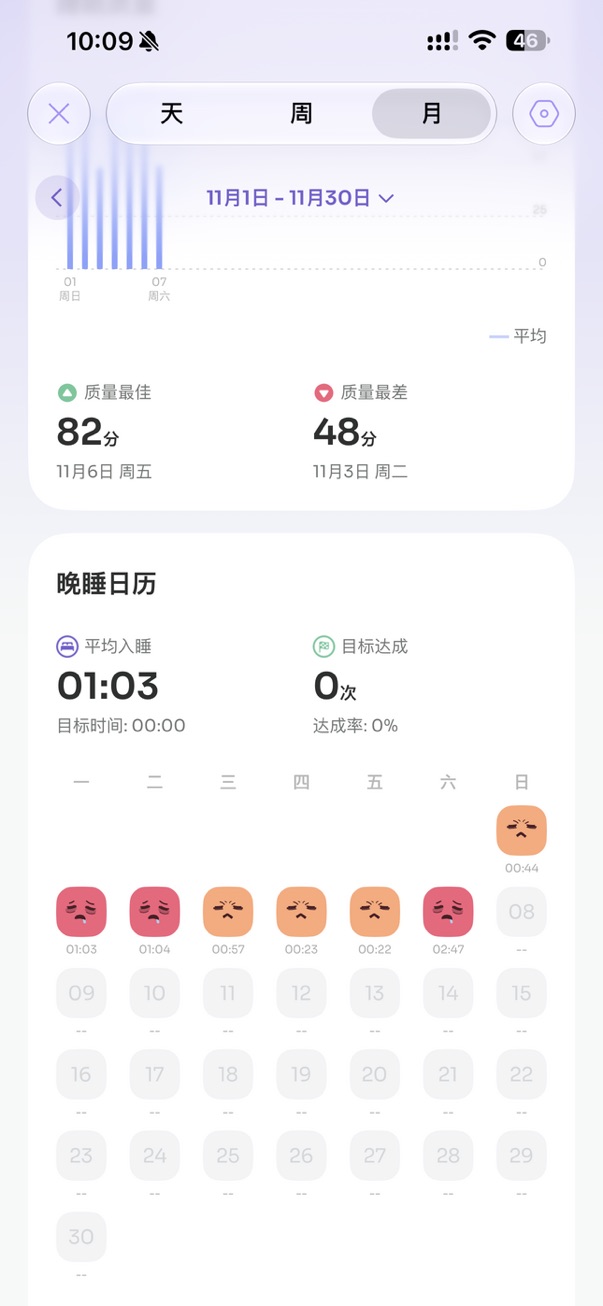 10:09 46
天 周 月
11月1日 - 11月30日
25
0
01 07
周日 周六
平均
质量最佳 质量最差
82分 48分
11月6日 周五 11月3日 周二
晚睡日历
平均入睡 目标达成
01:03 0次
目标时间: 00:00 达成率: 0%
一 二 三 四 五 六 日
00:44
08
01:03 01:04 00:57 00:23 00:22 02:47 --
09 10 11 12 13 14 15
-- -- -- -- -- -- --
16 17 18 19 20 21 22
-- -- -- -- -- -- --
23 24 25 26 27 28 29
-- -- -- -- -- -- --
30
--